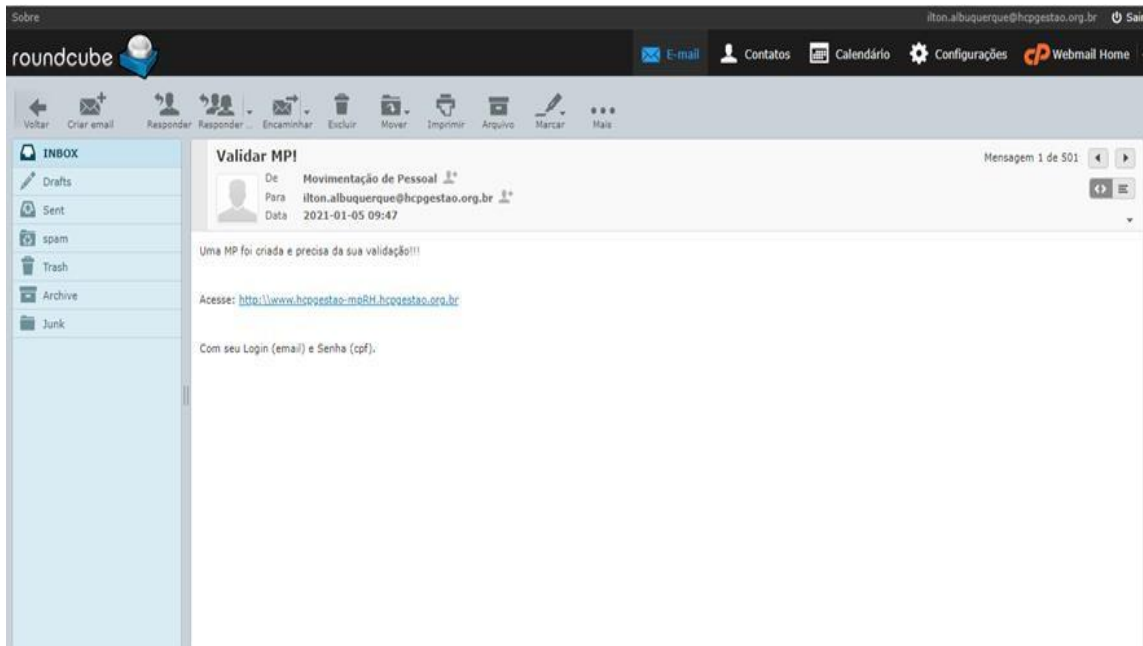 Sobre
ilton.albuquerque@hcpgestao.org.br Sair
roundcube
E-mail Contatos Calendário Configurações cP Webmail Home
Voltar Criar email Responder Responder ... Encaminhar Excluir Mover Imprimir Arquivo Marcar Mais
INBOX
Drafts
Sent
spam
Trash
Archive
Junk
Validar MP!
Mensagem 1 de 501
De Movimentação de Pessoal
Para ilton.albuquerque@hcpgestao.org.br
Data 2021-01-05 09:47
Uma MP foi criada e precisa da sua validação!!!
Acesse: http:\\www.hcpgestao-mpRH.hcpgestao.org.br
Com seu Login (email) e Senha (cpf).